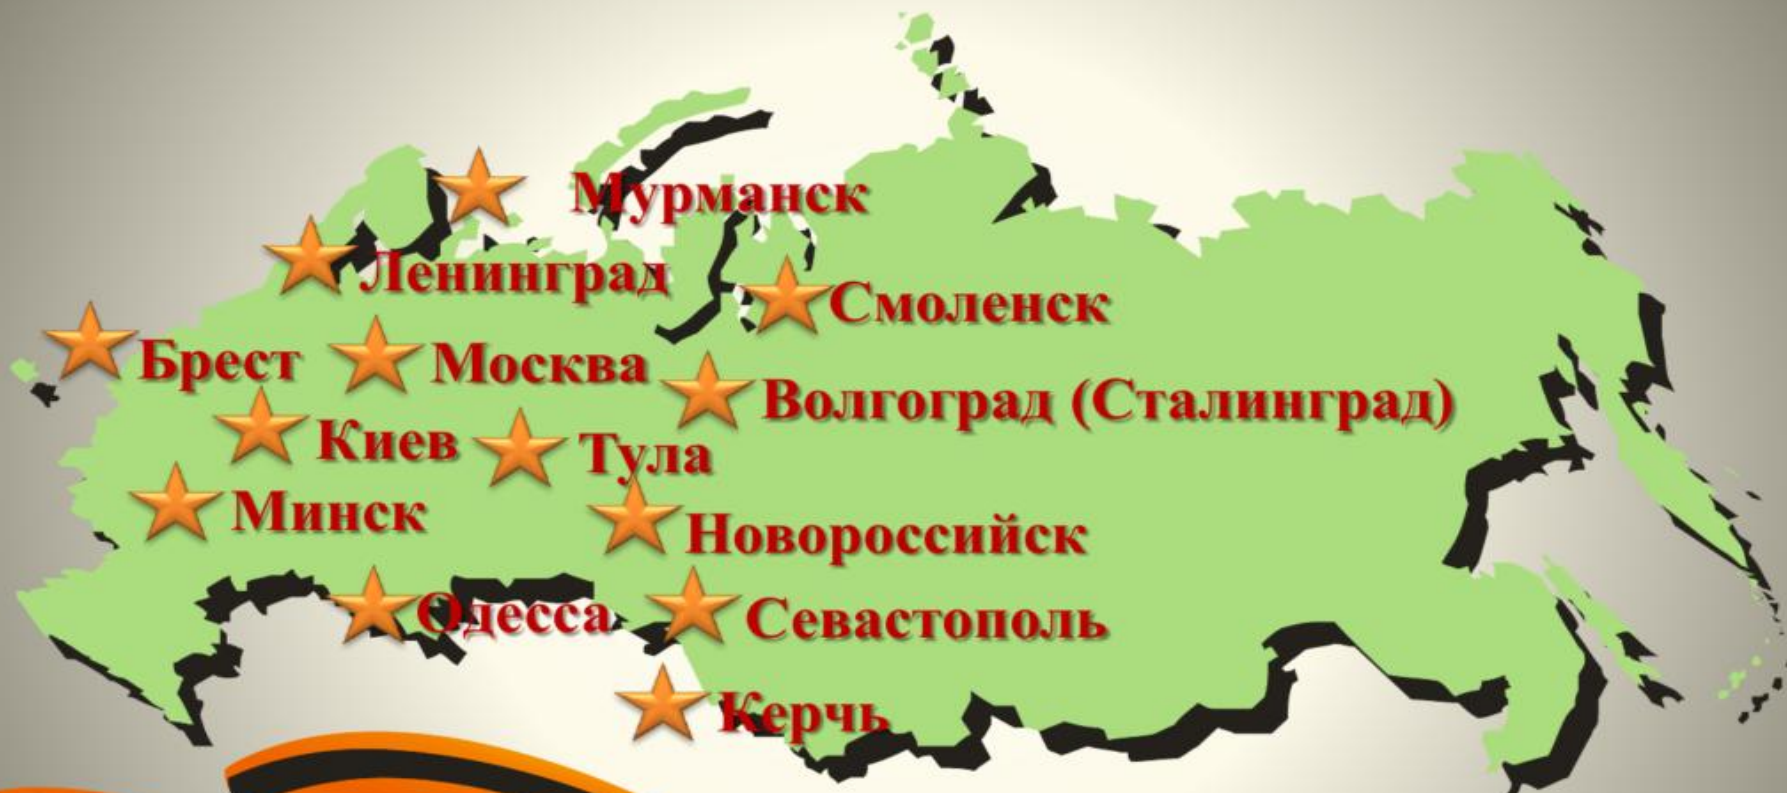 Мурманск
Ленинград
Смоленск
Брест
Москва
Волгоград (Сталинград)
Киев
Тула
Минск
Новороссийск
Одесса
Севастополь
Керчь